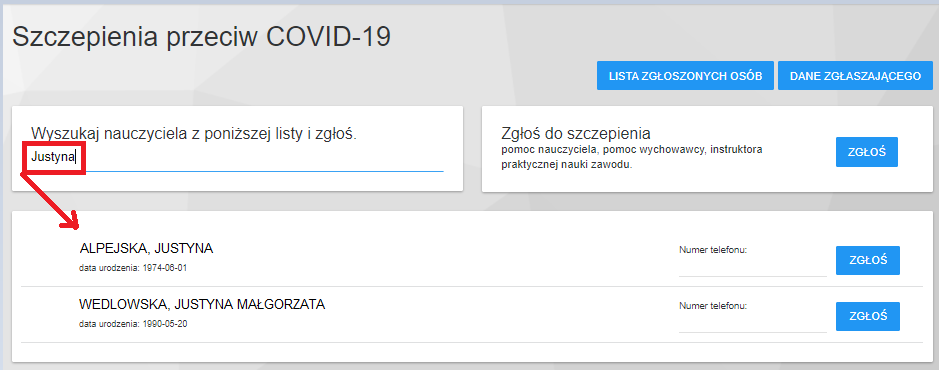 Szczepienia przeciw COVID-19
LISTA ZGŁOSZONYCH OSÓB
DANE ZGŁASZAJĄCEGO
Wyszukaj nauczyciela z poniższej listy i zgłoś.
Justyna
Zgłoś do szczepienia
pomoc nauczyciela, pomoc wychowawcy, instruktora
praktycznej nauki zawodu.
ZGŁOŚ
ALPEJSKA, JUSTYNA
data urodzenia: 1974-06-01
Numer telefonu:
ZGŁOŚ
WEDLOWSKA, JUSTYNA MAŁGORZATA
data urodzenia: 1990-05-20
Numer telefonu:
ZGŁOŚ